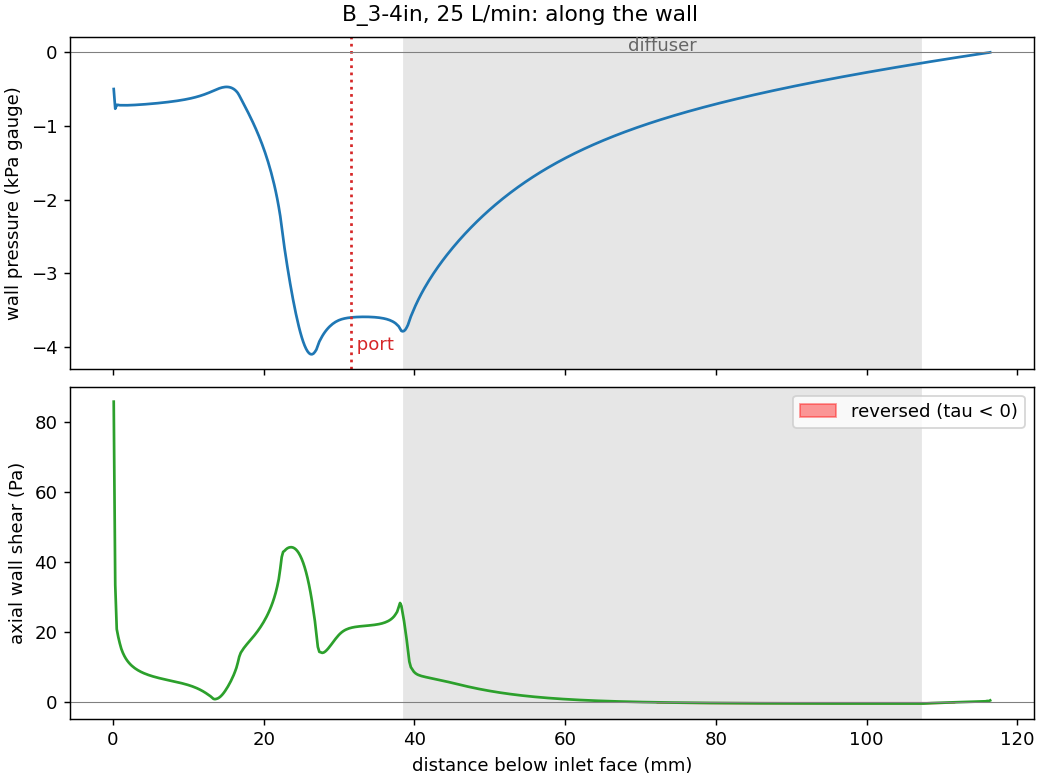 B_3-4in, 25 L/min: along the wall
diffuser
wall pressure (kPa gauge)
0
−1
−2
−3
−4
port
reversed (tau < 0)
axial wall shear (Pa)
80
60
40
20
0
0 20 40 60 80 100 120
distance below inlet face (mm)